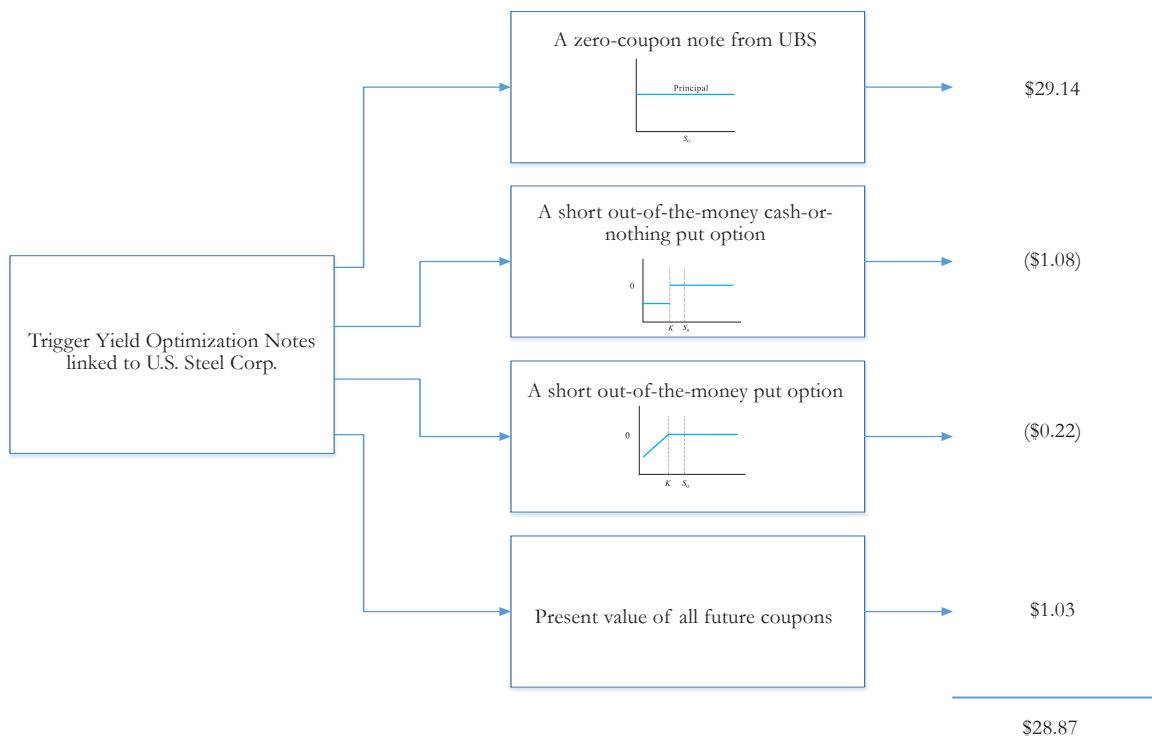 A zero-coupon note from UBS
Principal
S₀
$29.14
A short out-of-the-money cash-or-
nothing put option
0
K S₀
($1.08)
Trigger Yield Optimization Notes
linked to U.S. Steel Corp.
A short out-of-the-money put option
0
K S₀
($0.22)
Present value of all future coupons
$1.03
$28.87